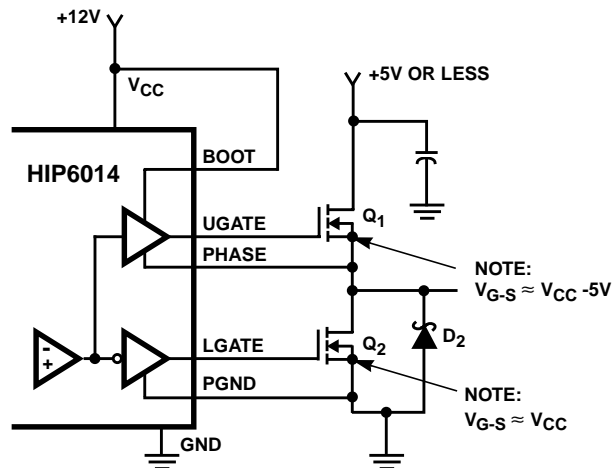 +12V
VCC
+5V OR LESS
BOOT
HIP6014
UGATE
Q1
PHASE
NOTE:
VG-S ≈ VCC -5V
-
+
LGATE
Q2
D2
PGND
NOTE:
VG-S ≈ VCC
GND